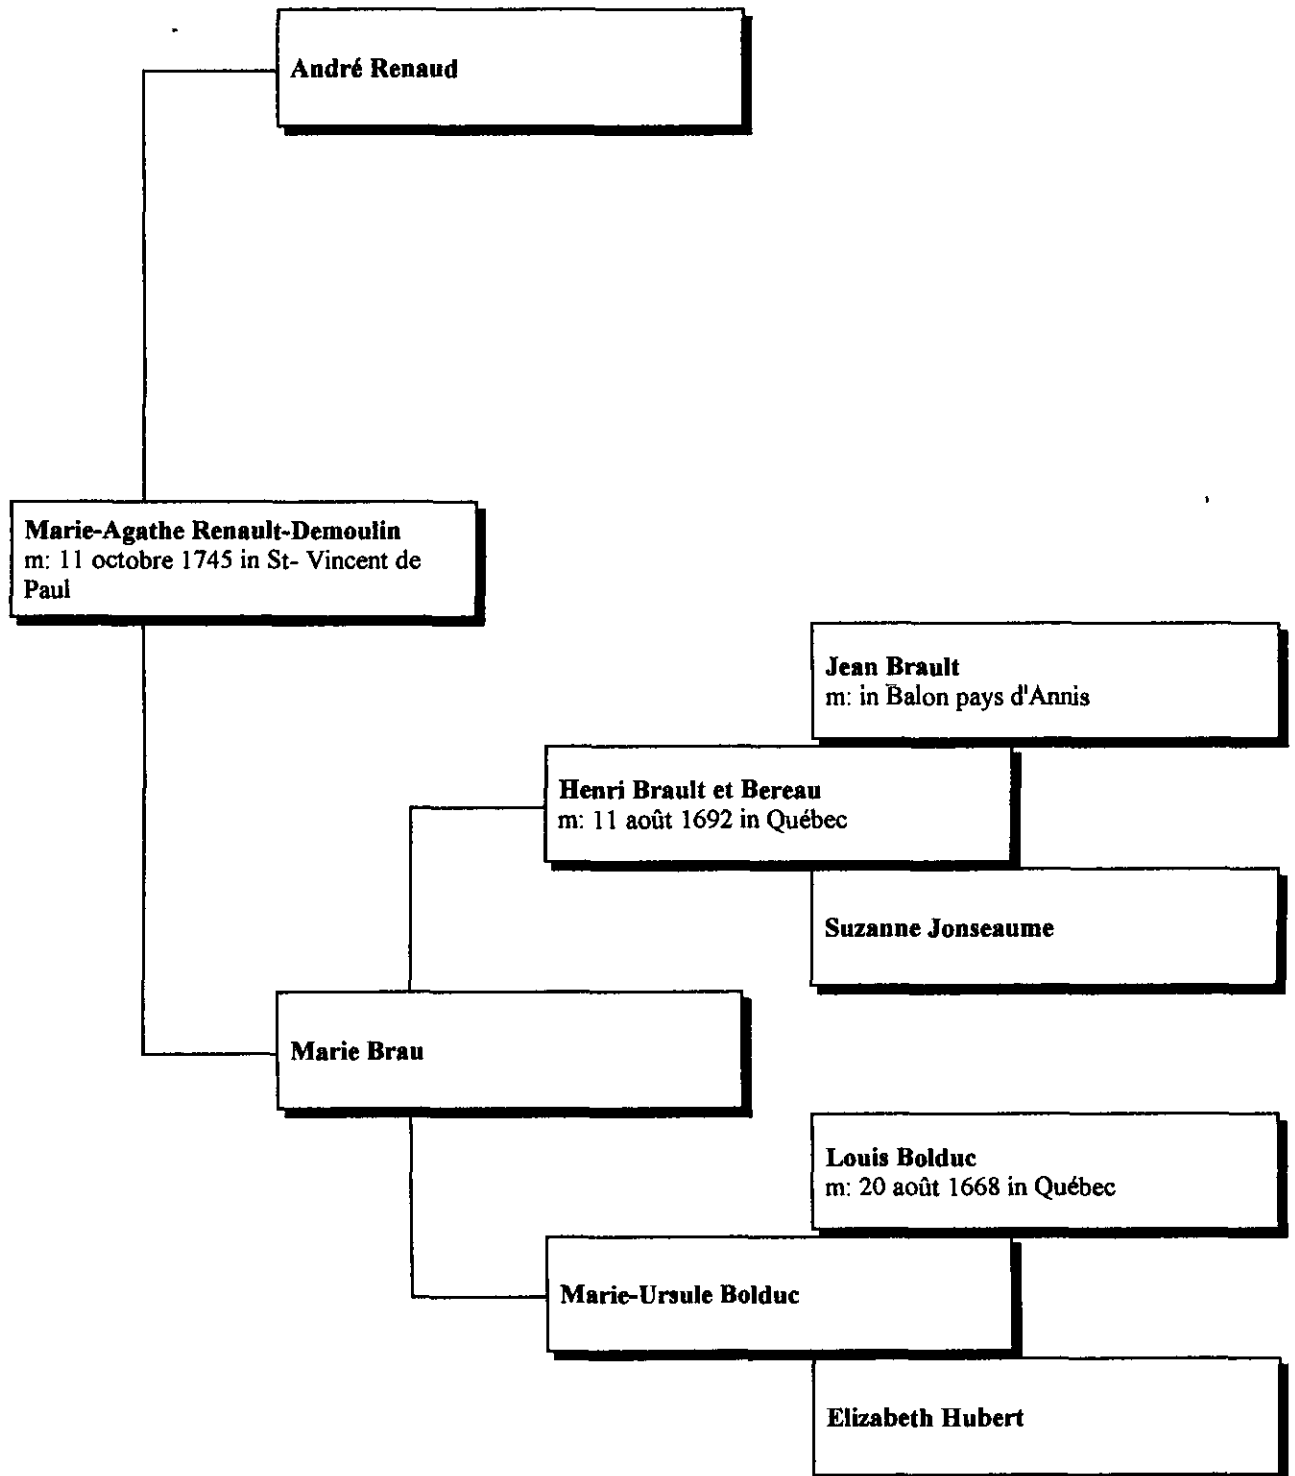 André Renaud
Marie-Agathe Renault-Demoulin
m: 11 octobre 1745 in St- Vincent de
Paul
Jean Brault
m: in Balon pays d'Annis
Henri Brault et Bereau
m: 11 août 1692 in Québec
Suzanne Jonseaume
Marie Brau
Louis Bolduc
m: 20 août 1668 in Québec
Marie-Ursule Bolduc
Elizabeth Hubert